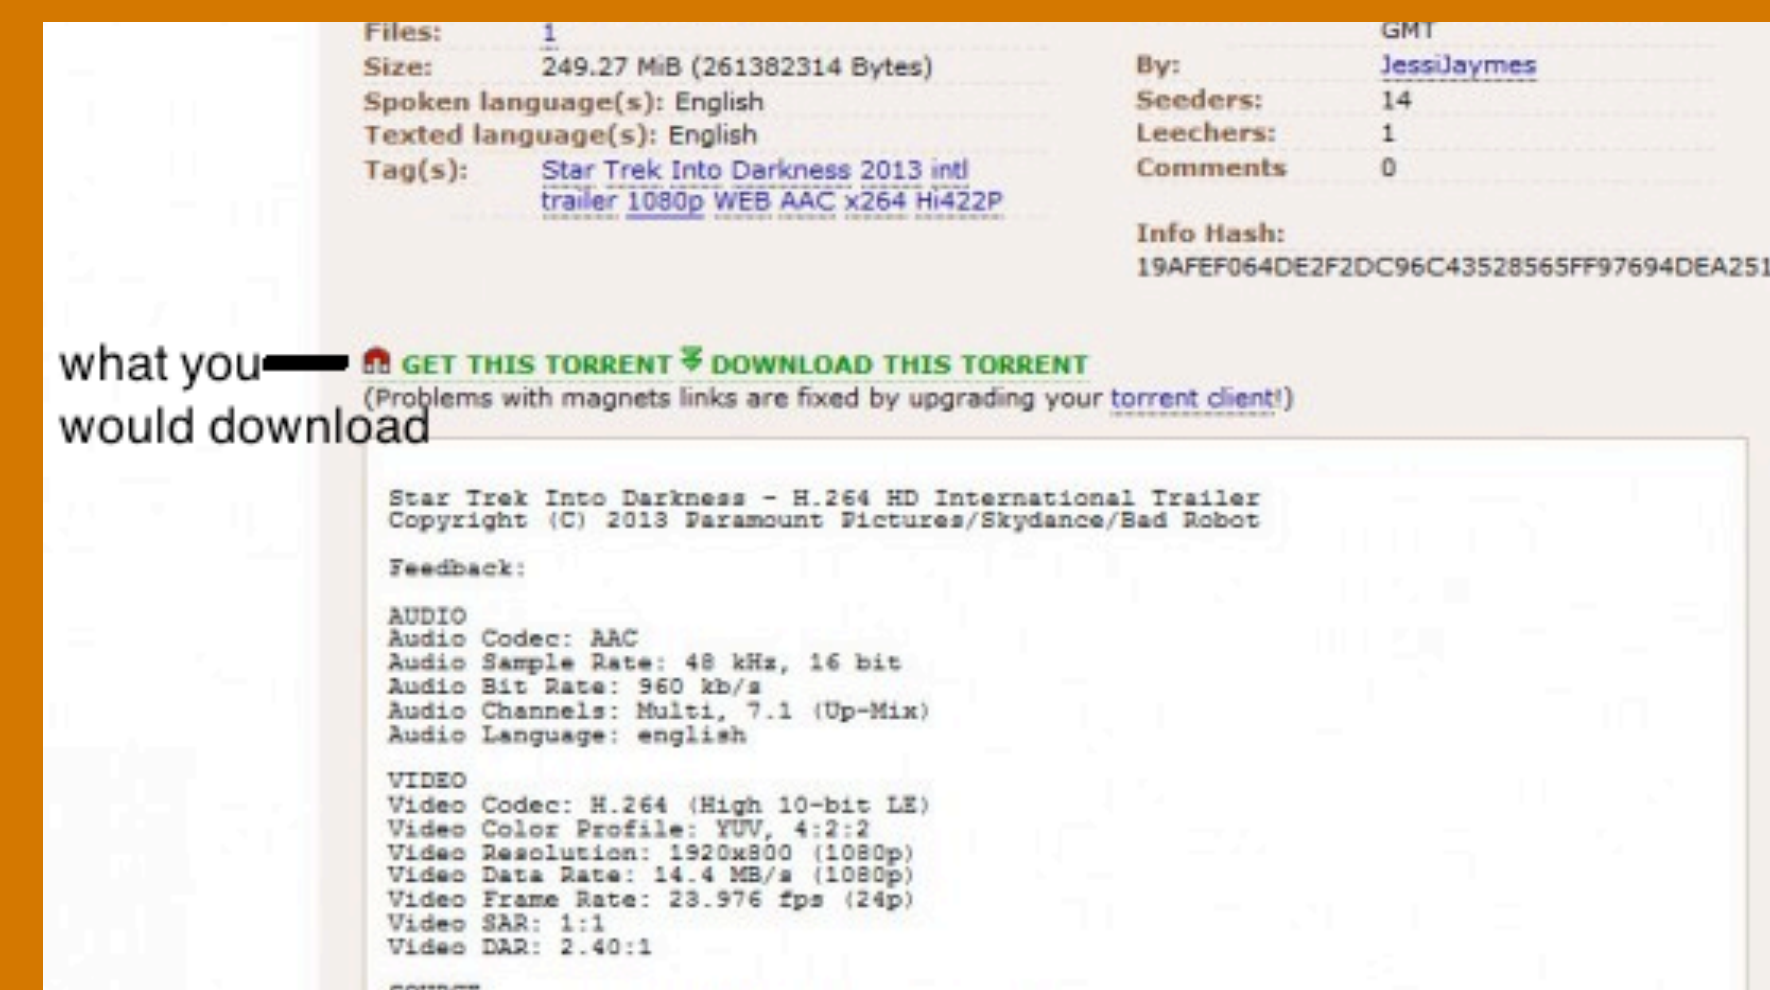 Files: 1
Size: 249.27 MiB (261382314 Bytes)
Spoken language(s): English
Texted language(s): English
Tag(s): Star Trek Into Darkness 2013 intl
trailer 1080p WEB AAC x264 Hi422P
GMT
By: JessiJaymes
Seeders: 14
Leechers: 1
Comments 0
Info Hash:
19AFEF064DE2F2DC96C43528565FF97694DEA251
what you
would download
GET THIS TORRENT DOWNLOAD THIS TORRENT
(Problems with magnets links are fixed by upgrading your torrent client!)
Star Trek Into Darkness - H.264 HD International Trailer
Copyright (C) 2013 Paramount Pictures/Skydance/Bad Robot
Feedback:
AUDIO
Audio Codec: AAC
Audio Sample Rate: 48 kHz, 16 bit
Audio Bit Rate: 960 kb/s
Audio Channels: Multi, 7.1 (Up-Mix)
Audio Language: english
VIDEO
Video Codec: H.264 (High 10-bit LE)
Video Color Profile: YUV, 4:2:2
Video Resolution: 1920x800 (1080p)
Video Data Rate: 14.4 MB/s (1080p)
Video Frame Rate: 23.976 fps (24p)
Video SAR: 1:1
Video DAR: 2.40:1
SOURCE